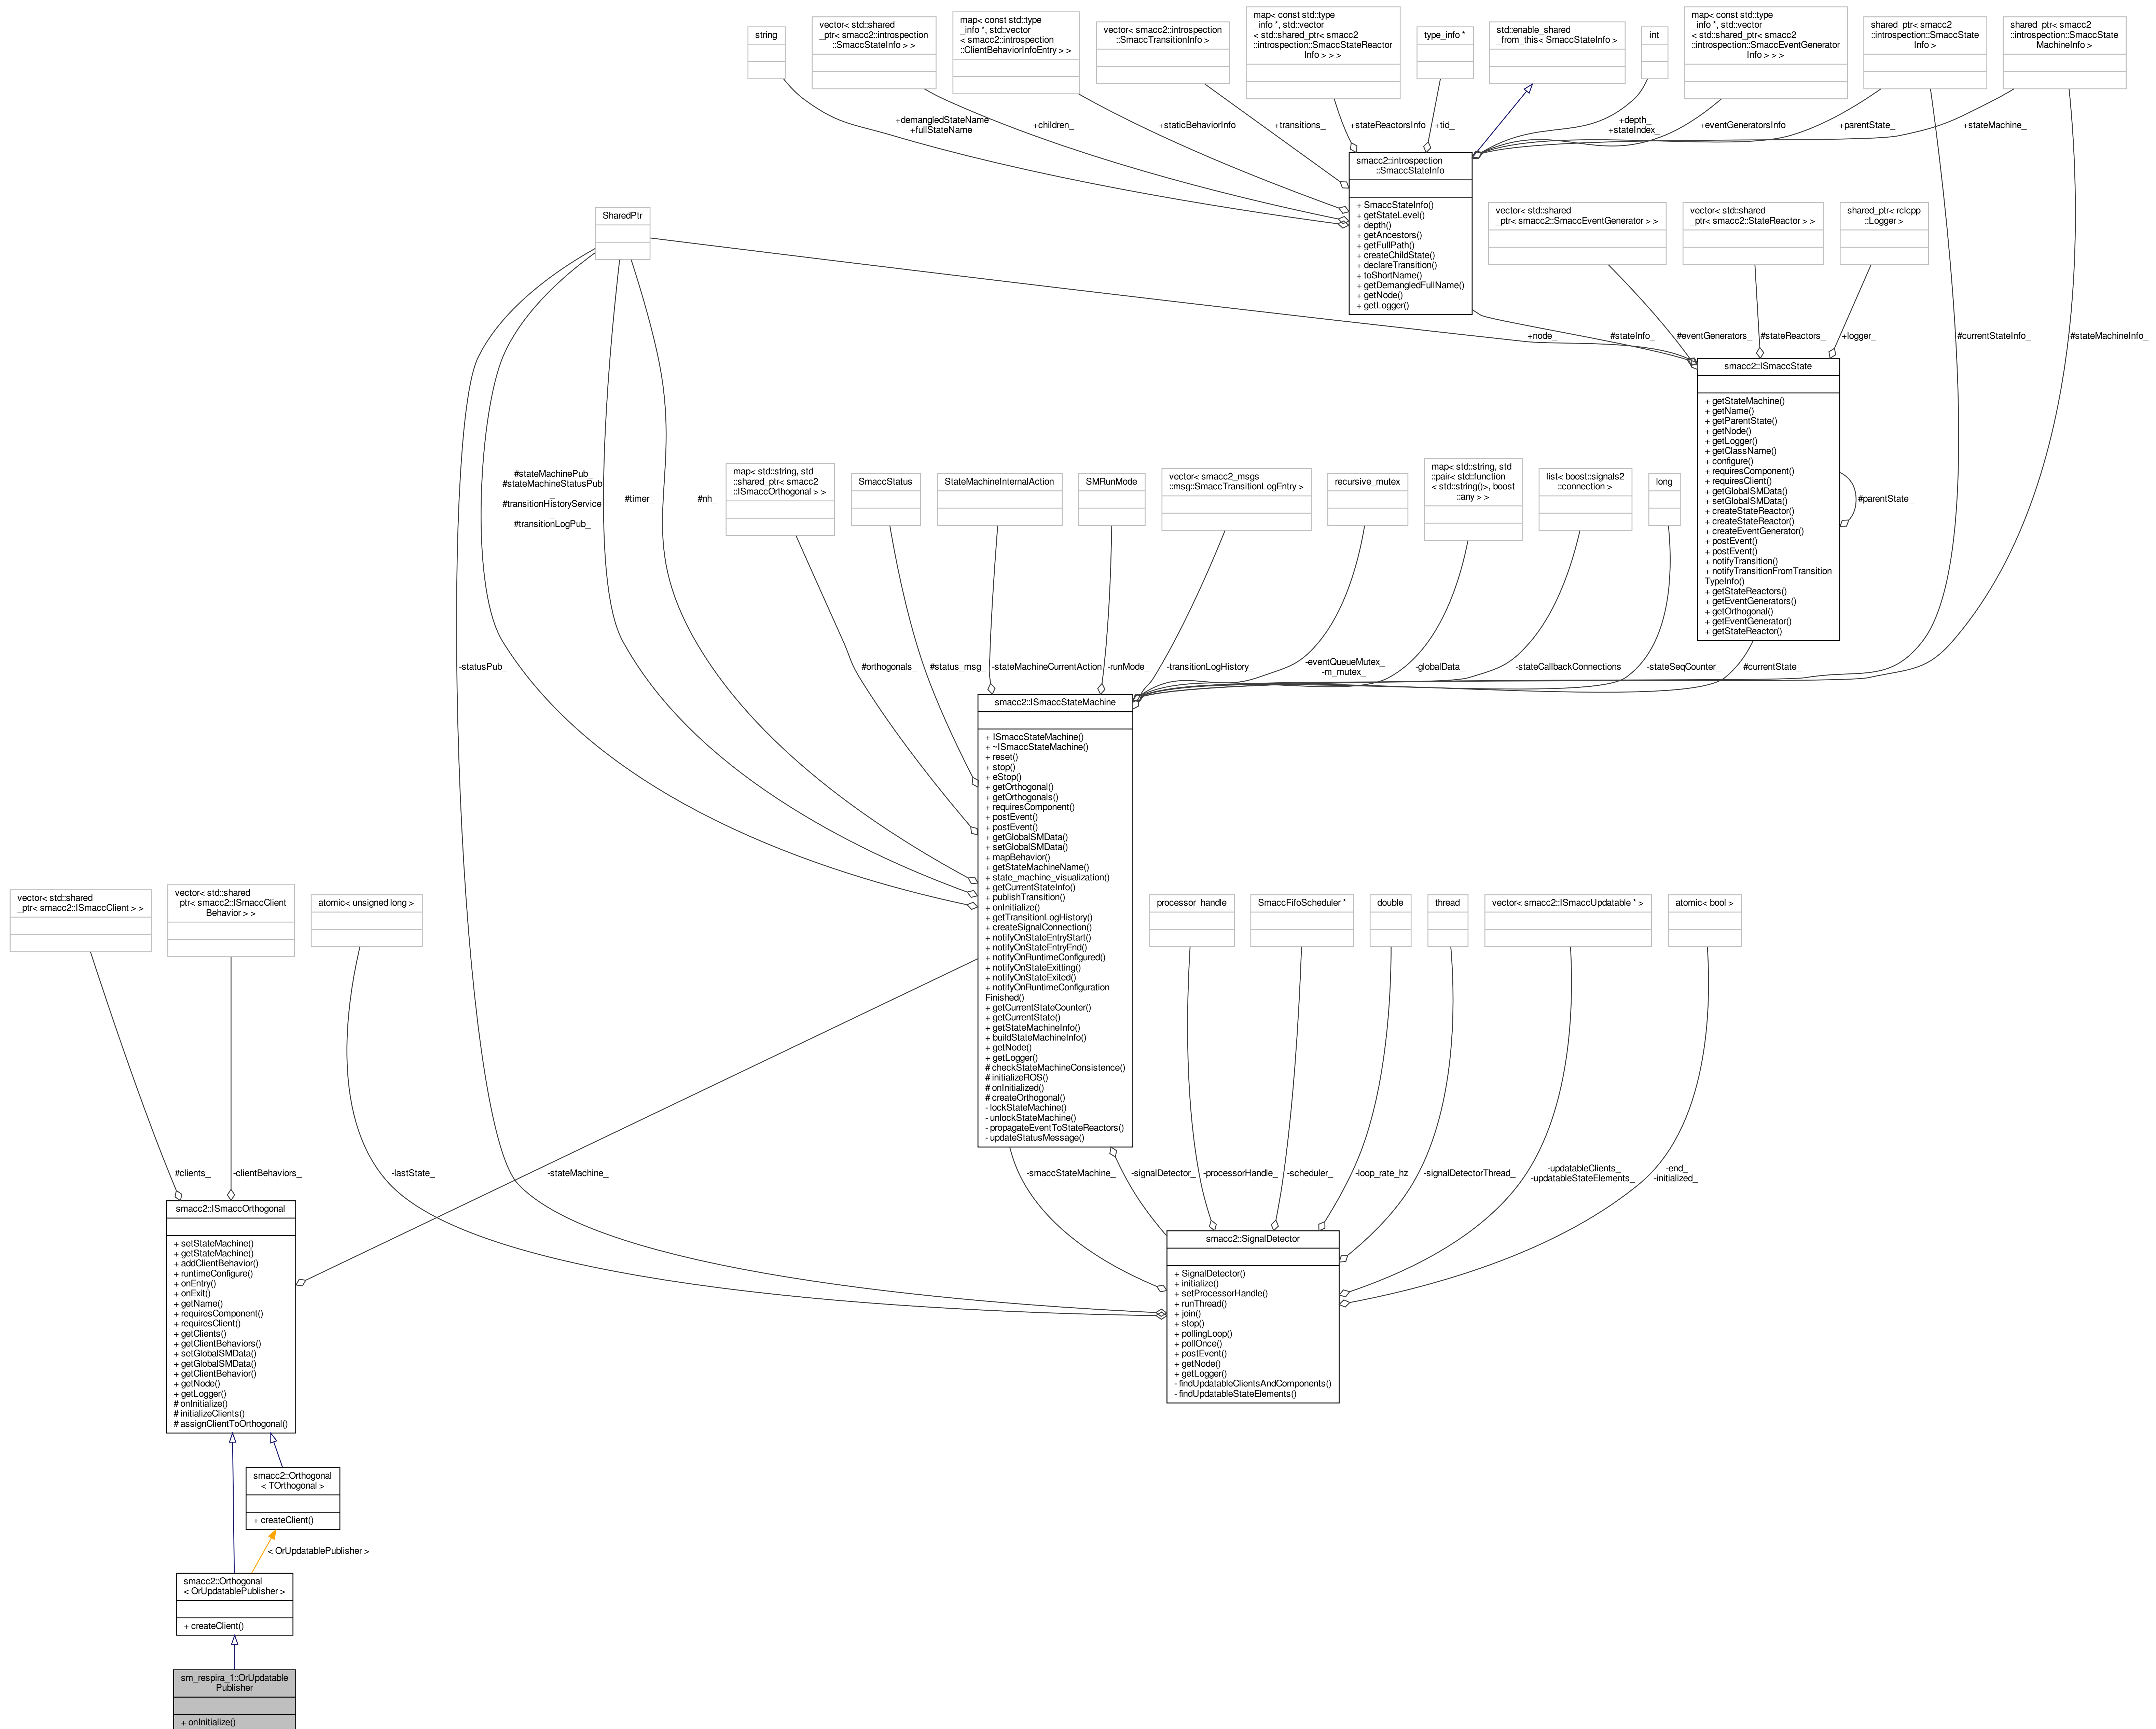 string
vector< std::shared
_ptr< smacc2::introspection
::SmaccStateInfo > >
map< const std::type
_info *, std::vector
< smacc2::introspection
::ClientBehaviorInfoEntry > >
vector< smacc2::introspection
::SmaccTransitionInfo >
map< const std::type
_info *, std::vector
< std::shared_ptr< smacc2
::introspection::SmaccStateReactor
Info > > >
type_info *
std::enable_shared
_from_this< SmaccStateInfo >
int
map< const std::type
_info *, std::vector
< std::shared_ptr< smacc2
::introspection::SmaccEventGenerator
Info > > >
shared_ptr< smacc2
::introspection::SmaccState
Info >
shared_ptr< smacc2
::introspection::SmaccState
MachineInfo >
+demangledStateName
+fullStateName
+children_
+staticBehaviorInfo
+transitions_
+stateReactorsInfo
+tid_
+depth_
+stateIndex_
+eventGeneratorsInfo
+parentState_
+stateMachine_
smacc2::introspection
::SmaccStateInfo
+ SmaccStateInfo()
+ getStateLevel()
+ depth()
+ getAncestors()
+ getFullPath()
+ createChildState()
+ declareTransition()
+ toShortName()
+ getDemangledFullName()
+ getNode()
+ getLogger()
SharedPtr
vector< std::shared
_ptr< smacc2::SmaccEventGenerator > >
vector< std::shared
_ptr< smacc2::StateReactor > >
shared_ptr< rclcpp
::Logger >
+node_
#stateInfo_
#eventGenerators_
#stateReactors_
+logger_
#currentStateInfo_
#stateMachineInfo_
smacc2::ISmaccState
+ getStateMachine()
+ getName()
+ getParentState()
+ getNode()
+ getLogger()
+ getClassName()
+ configure()
+ requiresComponent()
+ requiresClient()
+ getGlobalSMData()
+ setGlobalSMData()
+ createStateReactor()
+ createStateReactor()
+ createEventGenerator()
+ postEvent()
+ postEvent()
+ notifyTransition()
+ notifyTransitionFromTransition
TypeInfo()
+ getStateReactors()
+ getEventGenerators()
+ getOrthogonal()
+ getEventGenerator()
+ getStateReactor()
#parentState_
#stateMachinePub_
#stateMachineStatusPub
_
#transitionHistoryService
_
#transitionLogPub_
#timer_
#nh_
map< std::string, std
::shared_ptr< smacc2
::ISmaccOrthogonal > >
SmaccStatus
StateMachineInternalAction
SMRunMode
vector< smacc2_msgs
::msg::SmaccTransitionLogEntry >
recursive_mutex
map< std::string, std
::pair< std::function
< std::string()>, boost
::any > >
list< boost::signals2
::connection >
long
-statusPub_
#orthogonals_
#status_msg_
-stateMachineCurrentAction
-runMode_
-transitionLogHistory_
-eventQueueMutex_
-m_mutex_
-globalData_
-stateCallbackConnections
-stateSeqCounter_
#currentState_
smacc2::ISmaccStateMachine
+ ISmaccStateMachine()
+ ~ISmaccStateMachine()
+ reset()
+ stop()
+ eStop()
+ getOrthogonal()
+ getOrthogonals()
+ requiresComponent()
+ postEvent()
+ postEvent()
+ getGlobalSMData()
+ setGlobalSMData()
+ mapBehavior()
+ getStateMachineName()
+ state_machine_visualization()
+ getCurrentStateInfo()
+ publishTransition()
+ onInitialize()
+ getTransitionLogHistory()
+ createSignalConnection()
+ notifyOnStateEntryStart()
+ notifyOnStateEntryEnd()
+ notifyOnRuntimeConfigured()
+ notifyOnStateExitting()
+ notifyOnStateExited()
+ notifyOnRuntimeConfiguration
Finished()
+ getCurrentStateCounter()
+ getCurrentState()
+ getStateMachineInfo()
+ buildStateMachineInfo()
+ getNode()
+ getLogger()
# checkStateMachineConsistence()
# initializeROS()
# onInitialized()
# createOrthogonal()
- lockStateMachine()
- unlockStateMachine()
- propagateEventToStateReactors()
- updateStatusMessage()
vector< std::shared
_ptr< smacc2::ISmaccClient > >
vector< std::shared
_ptr< smacc2::ISmaccClient
Behavior > >
atomic< unsigned long >
processor_handle
SmaccFifoScheduler *
double
thread
vector< smacc2::ISmaccUpdatable * >
atomic< bool >
#clients_
-clientBehaviors_
-lastState_
-stateMachine_
-smaccStateMachine_
-signalDetector_
-processorHandle_
-scheduler_
-loop_rate_hz
-signalDetectorThread_
-updatableClients_
-updatableStateElements_
-end_
-initialized_
smacc2::ISmaccOrthogonal
+ setStateMachine()
+ getStateMachine()
+ addClientBehavior()
+ runtimeConfigure()
+ onEntry()
+ onExit()
+ getName()
+ requiresComponent()
+ requiresClient()
+ getClients()
+ getClientBehaviors()
+ setGlobalSMData()
+ getGlobalSMData()
+ getClientBehavior()
+ getNode()
+ getLogger()
# onInitialize()
# initializeClients()
# assignClientToOrthogonal()
smacc2::SignalDetector
+ SignalDetector()
+ initialize()
+ setProcessorHandle()
+ runThread()
+ join()
+ stop()
+ pollingLoop()
+ pollOnce()
+ postEvent()
+ getNode()
+ getLogger()
- findUpdatableClientsAndComponents()
- findUpdatableStateElements()
smacc2::Orthogonal
< TOrthogonal >
+ createClient()
< OrUpdatablePublisher >
smacc2::Orthogonal
< OrUpdatablePublisher >
+ createClient()
sm_respira_1::OrUpdatable
Publisher
+ onInitialize()